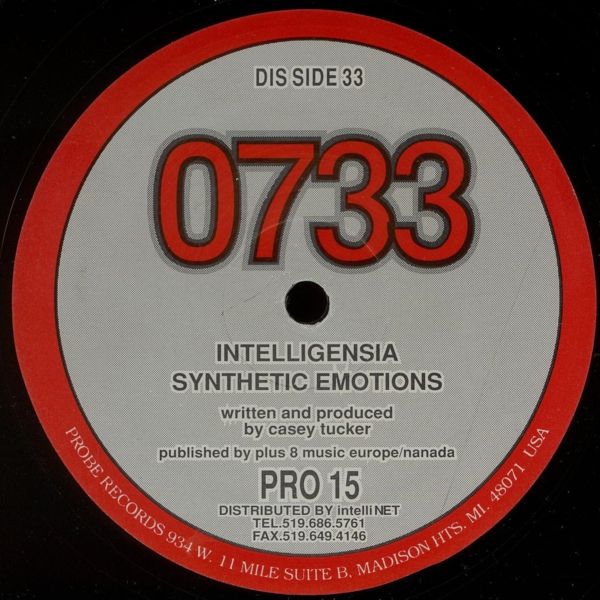 DIS SIDE 33
0733
INTELLIGENSIA
SYNTHETIC EMOTIONS
written and produced
by casey tucker
published by plus 8 music europe/nanada
PRO 15
DISTRIBUTED BY intelliNET
TEL.519.686.5761
FAX.519.649.4146
PROBE RECORDS 934 W. 11 MILE SUITE B, MADISON HTS. MI. 48071 USA